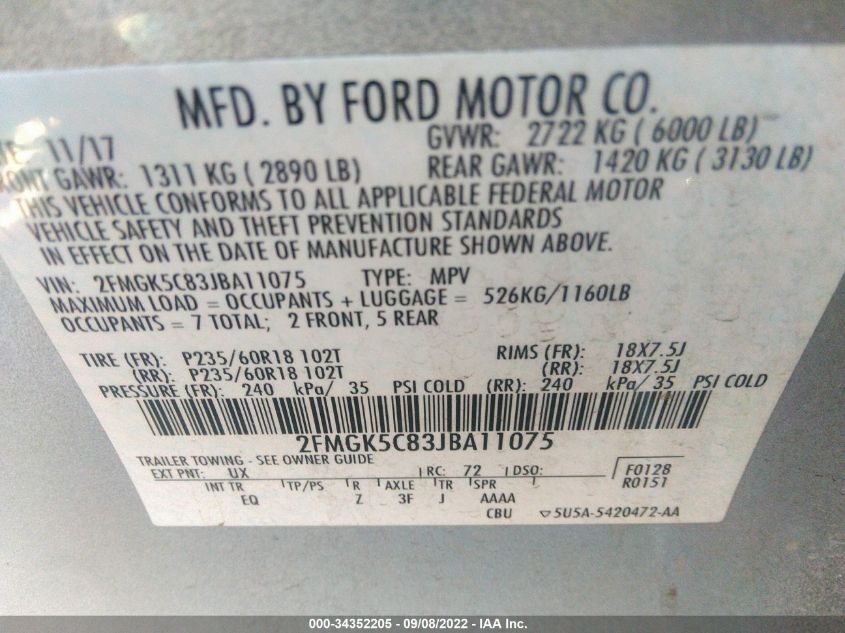 MFD. BY FORD MOTOR CO.
TE: 11/17 GVWR: 2722 KG ( 6000 LB)
RONT GAWR: 1311 KG ( 2890 LB) REAR GAWR: 1420 KG ( 3130 LB)
THIS VEHICLE CONFORMS TO ALL APPLICABLE FEDERAL MOTOR
VEHICLE SAFETY AND THEFT PREVENTION STANDARDS
IN EFFECT ON THE DATE OF MANUFACTURE SHOWN ABOVE.
VIN: 2FMGK5C83JBA11075 TYPE: MPV
MAXIMUM LOAD = OCCUPANTS + LUGGAGE = 526KG/1160LB
OCCUPANTS = 7 TOTAL; 2 FRONT, 5 REAR
TIRE (FR): P235/60R18 102T RIMS (FR): 18X7.5J
(RR): P235/60R18 102T (RR): 18X7.5J
PRESSURE (FR): 240 kPa/ 35 PSI COLD (RR): 240 kPa/ 35 PSI COLD
2FMGK5C83JBA11075
TRAILER TOWING - SEE OWNER GUIDE
EXT PNT: UX RC: 72 DSO: F0128
INT TR TP/PS R AXLE TR SPR R0151
EQ Z 3F J AAAA
CBU ▽5U5A-5420472-AA
000-34352205 - 09/08/2022 - IAA Inc.